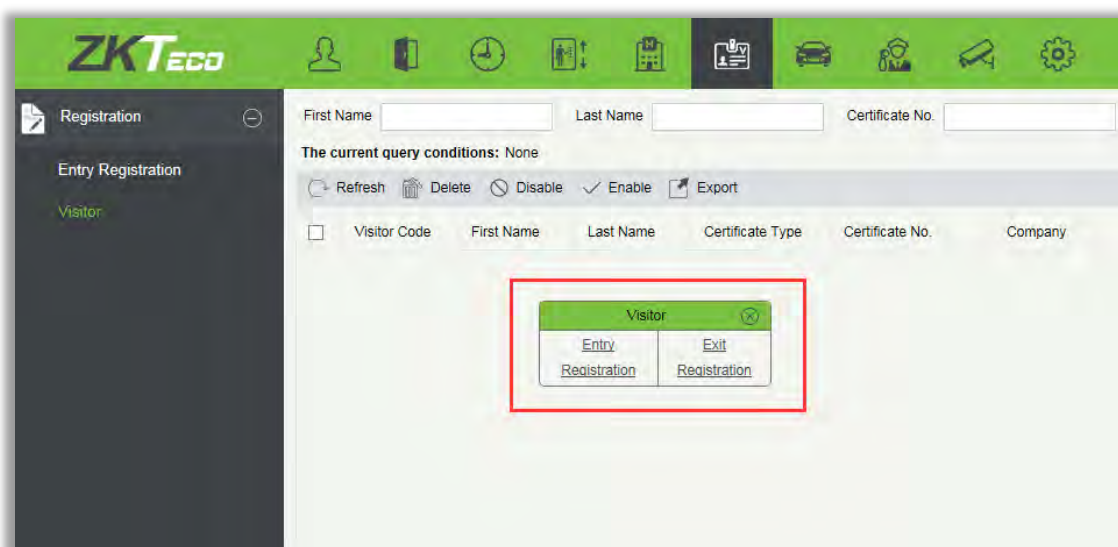 ZKTECO
Registration
First Name
Last Name
Certificate No.
The current query conditions: None
Entry Registration
Refresh Delete Disable Enable Export
Visitor
Visitor Code First Name Last Name Certificate Type Certificate No. Company
Visitor
Entry
Registration
Exit
Registration